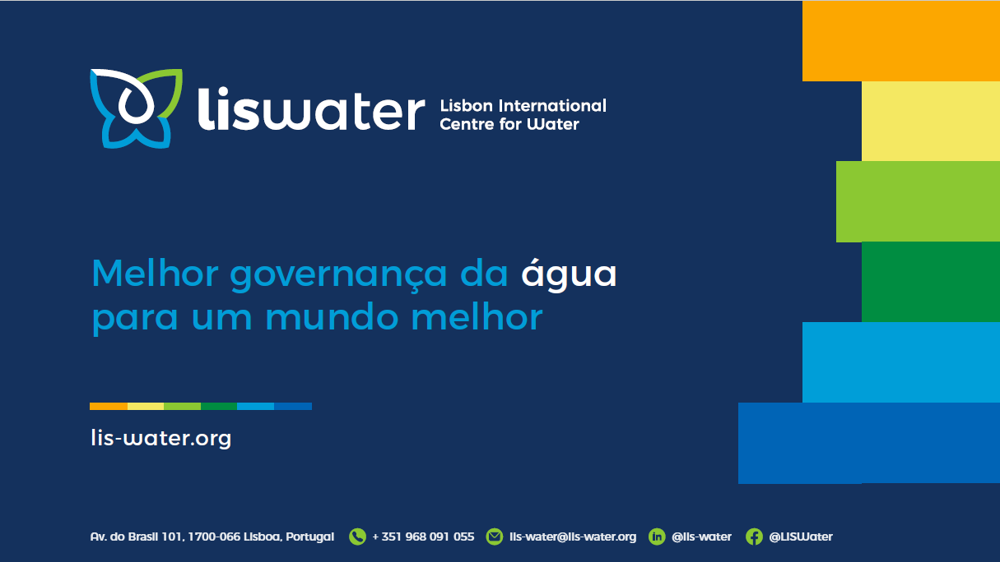 liswater
Lisbon International
Centre for Water
Melhor governança da água
para um mundo melhor
lis-water.org
Av. do Brasil 101, 1700-066 Lisboa, Portugal + 351 968 091 055 lis-water@lis-water.org in @lis-water f @LISWater